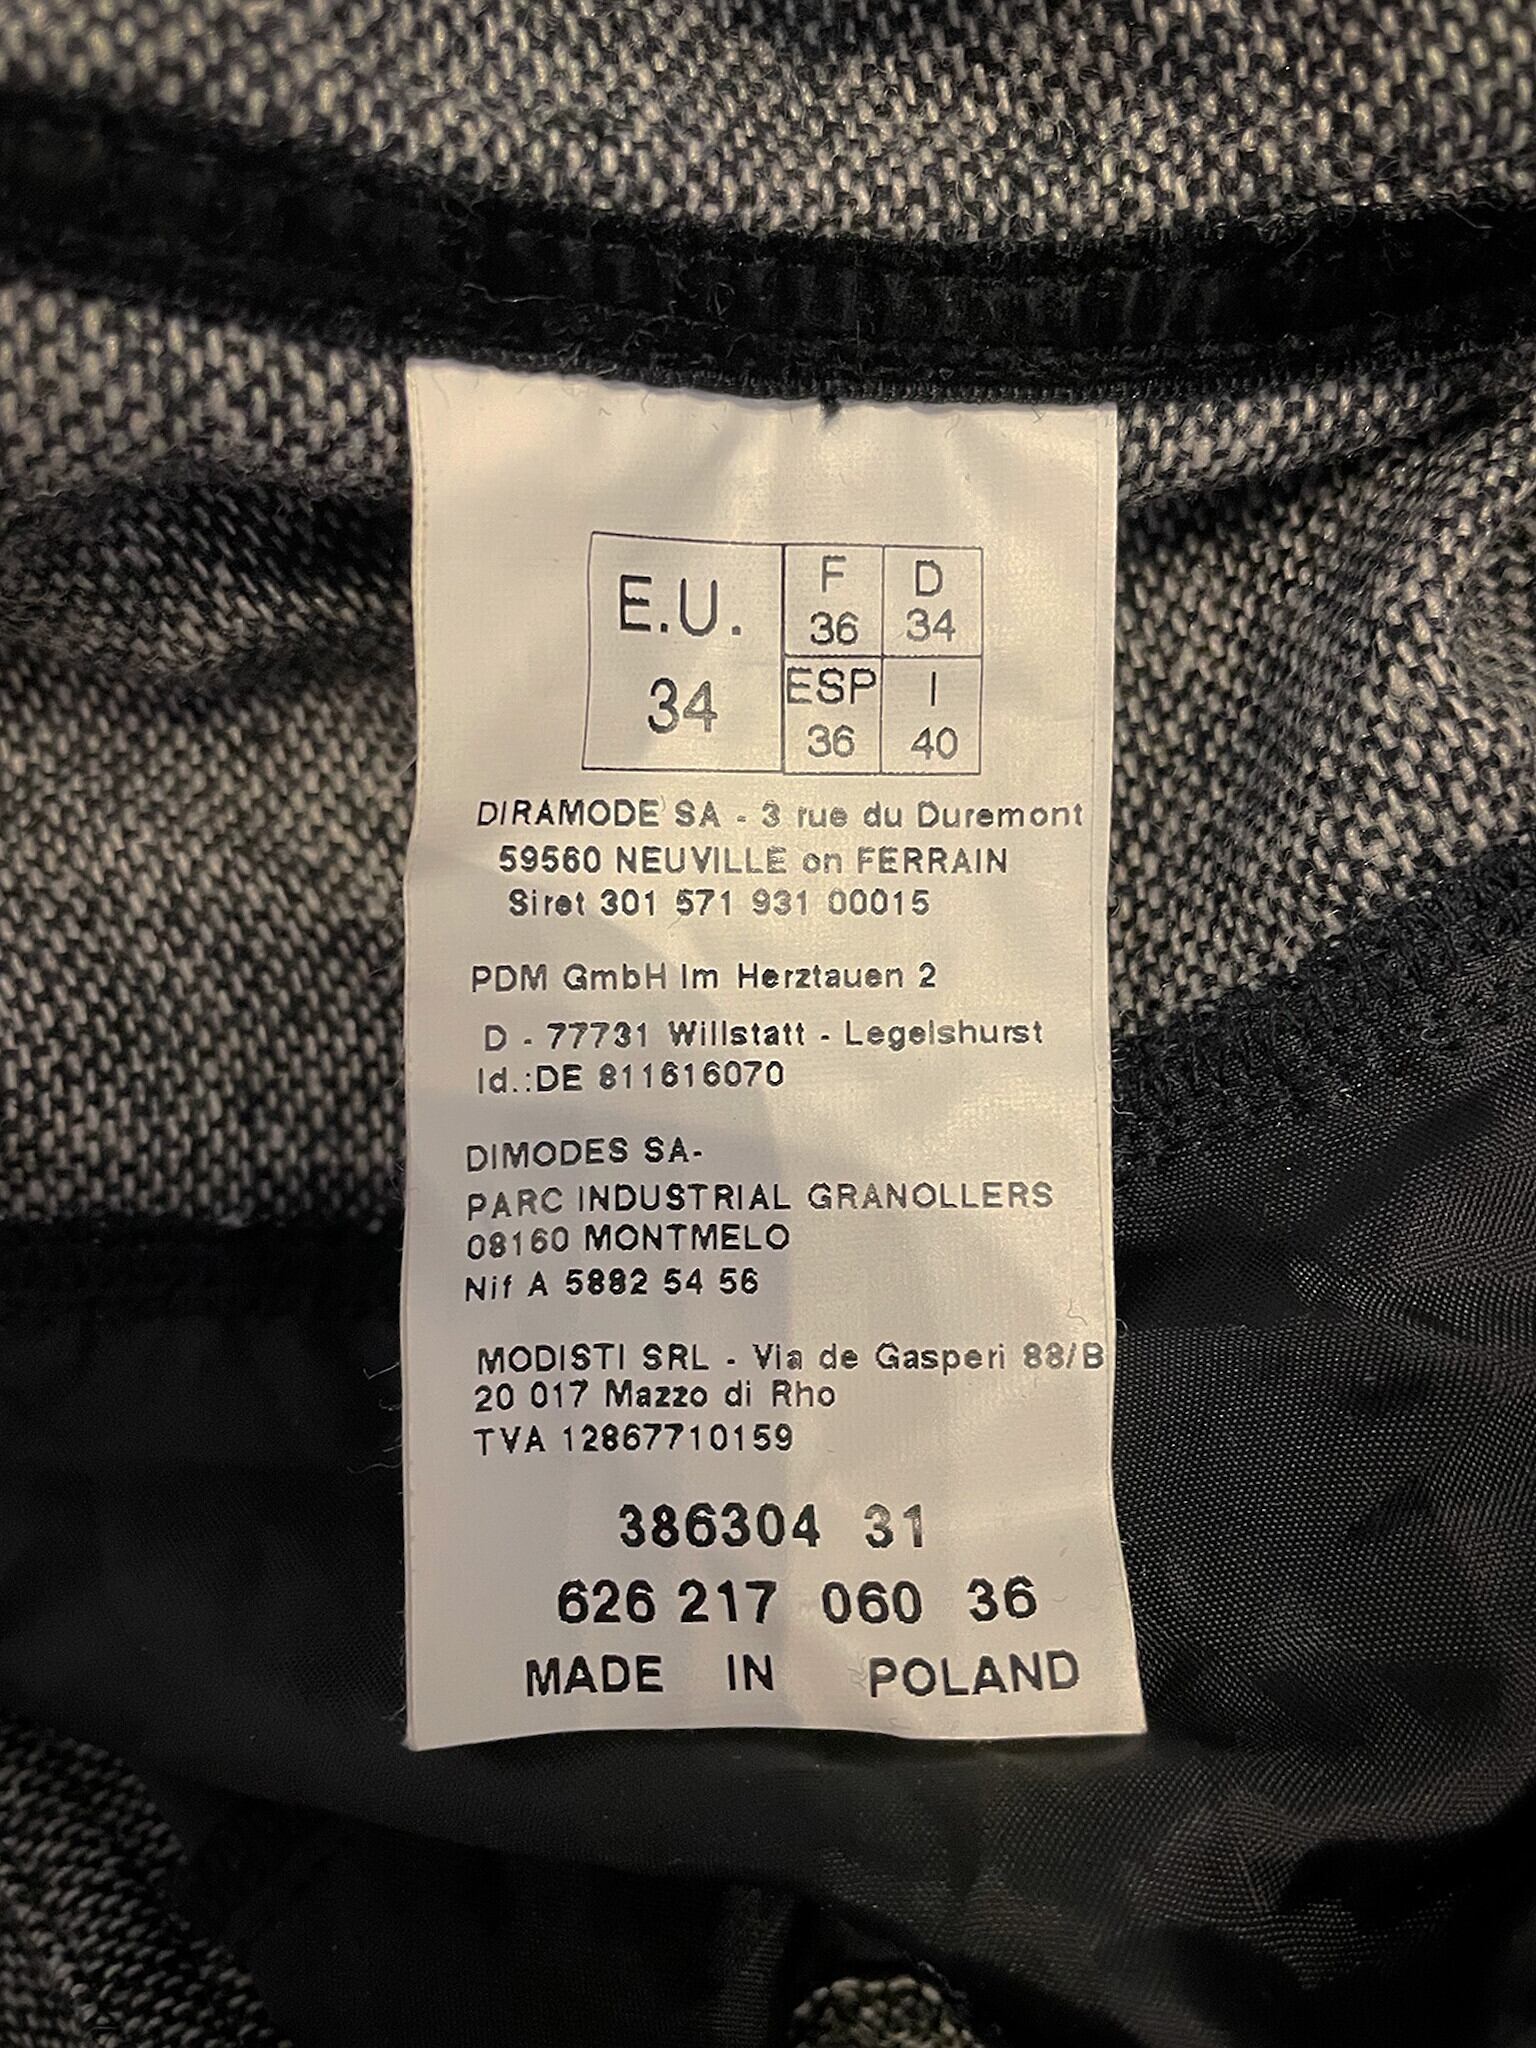 E.U.
34
F
36
D
34
ESP
36
I
40
DIRAMODE SA - 3 rue du Duremont
59560 NEUVILLE on FERRAIN
Siret 301 571 931 00015
PDM GmbH Im Herztauen 2
D - 77731 Willstatt - Legelshurst
Id.:DE 811616070
DIMODES SA-
PARC INDUSTRIAL GRANOLLERS
08160 MONTMELO
Nif A 5882 54 56
MODISTI SRL - Via de Gasperi 88/B
20 017 Mazzo di Rho
TVA 12867710159
386304 31
626 217 060 36
MADE IN POLAND